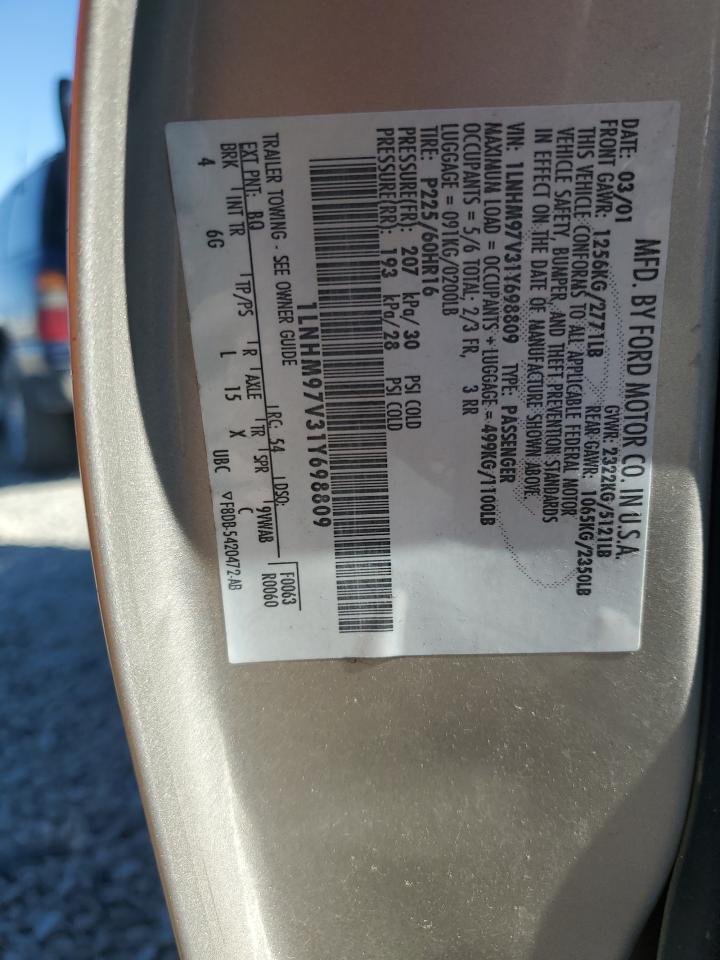 MFD. BY FORD MOTOR CO. IN U.S.A.
DATE: 03/01 GVWR: 2322KG/5121LB
FRONT GAWR: 1256KG/2771LB REAR GAWR: 1065KG/2350LB
THIS VEHICLE CONFORMS TO ALL APPLICABLE FEDERAL MOTOR
VEHICLE SAFETY, BUMPER, AND THEFT PREVENTION STANDARDS
IN EFFECT ON THE DATE OF MANUFACTURE SHOWN ABOVE
VIN: 1LNHM97V31Y698809 TYPE: PASSENGER
MAXIMUM LOAD = OCCUPANTS + LUGGAGE = 499KG/1100LB
OCCUPANTS = 5/6 TOTAL; 2/3 FR, 3 RR
LUGGAGE = 091KG/0200LB
TIRE: P225/60HR16
PRESSURE(FR) 207 kPa/30 PSI COLD
PRESSURE(RR) 193 kPa/28 PSI COLD
1LNHM97V31Y698809
TRAILER TOWING - SEE OWNER GUIDE
EXT PNT: BQ RC: 54 DSO: F0063
BRK INT TR TP/PS R AXLE TR SPR 9VWAB R0060
4 6G L 15 X C
UBC ▽F8DB-5420472-AB